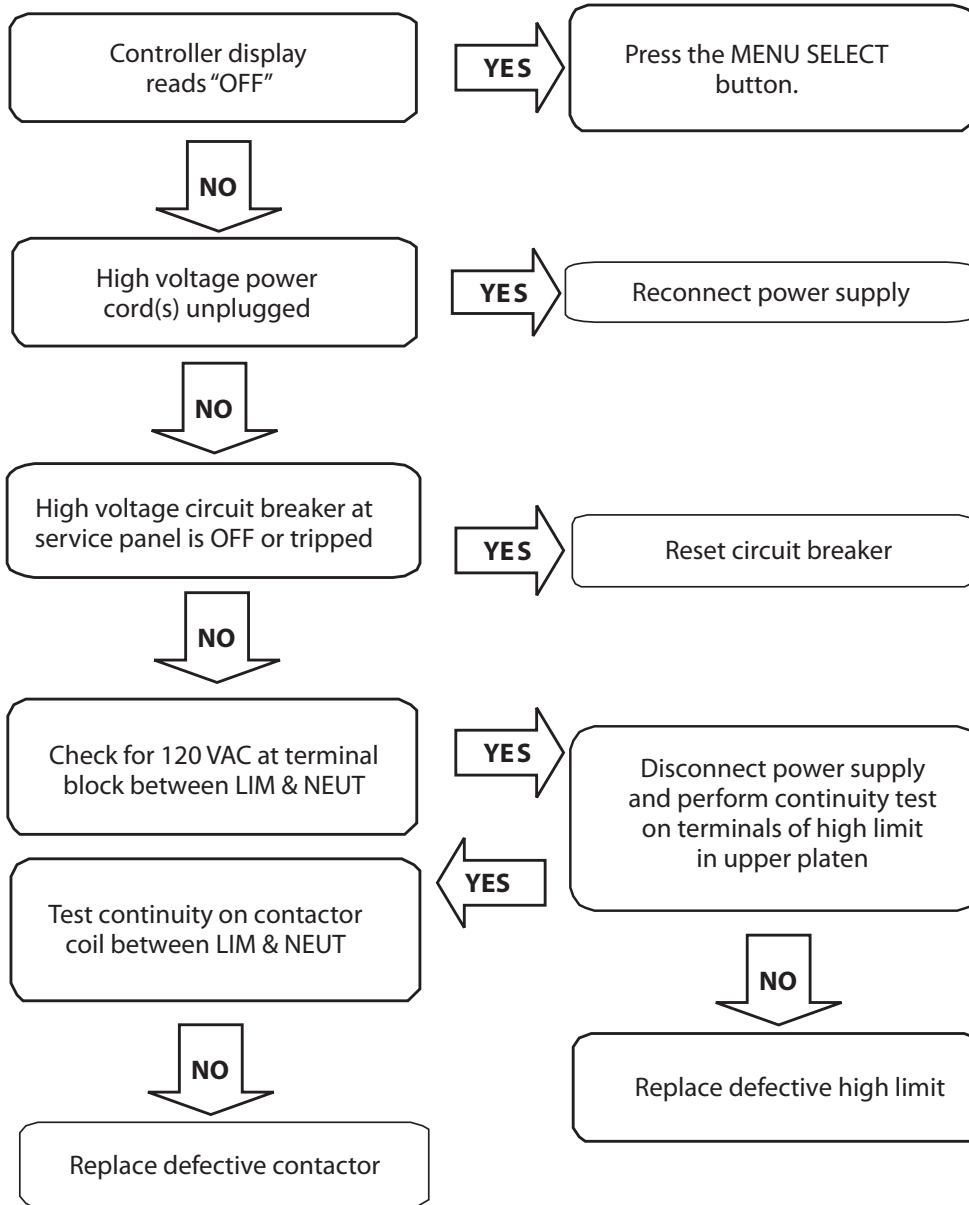 Controller display
reads “OFF”
YES
Press the MENU SELECT
button.
NO
High voltage power
cord(s) unplugged
YES
Reconnect power supply
NO
High voltage circuit breaker at
service panel is OFF or tripped
YES
Reset circuit breaker
NO
Check for 120 VAC at terminal
block between LIM & NEUT
YES
Disconnect power supply
and perform continuity test
on terminals of high limit
in upper platen
YES
Test continuity on contactor
coil between LIM & NEUT
NO
Replace defective high limit
NO
Replace defective contactor